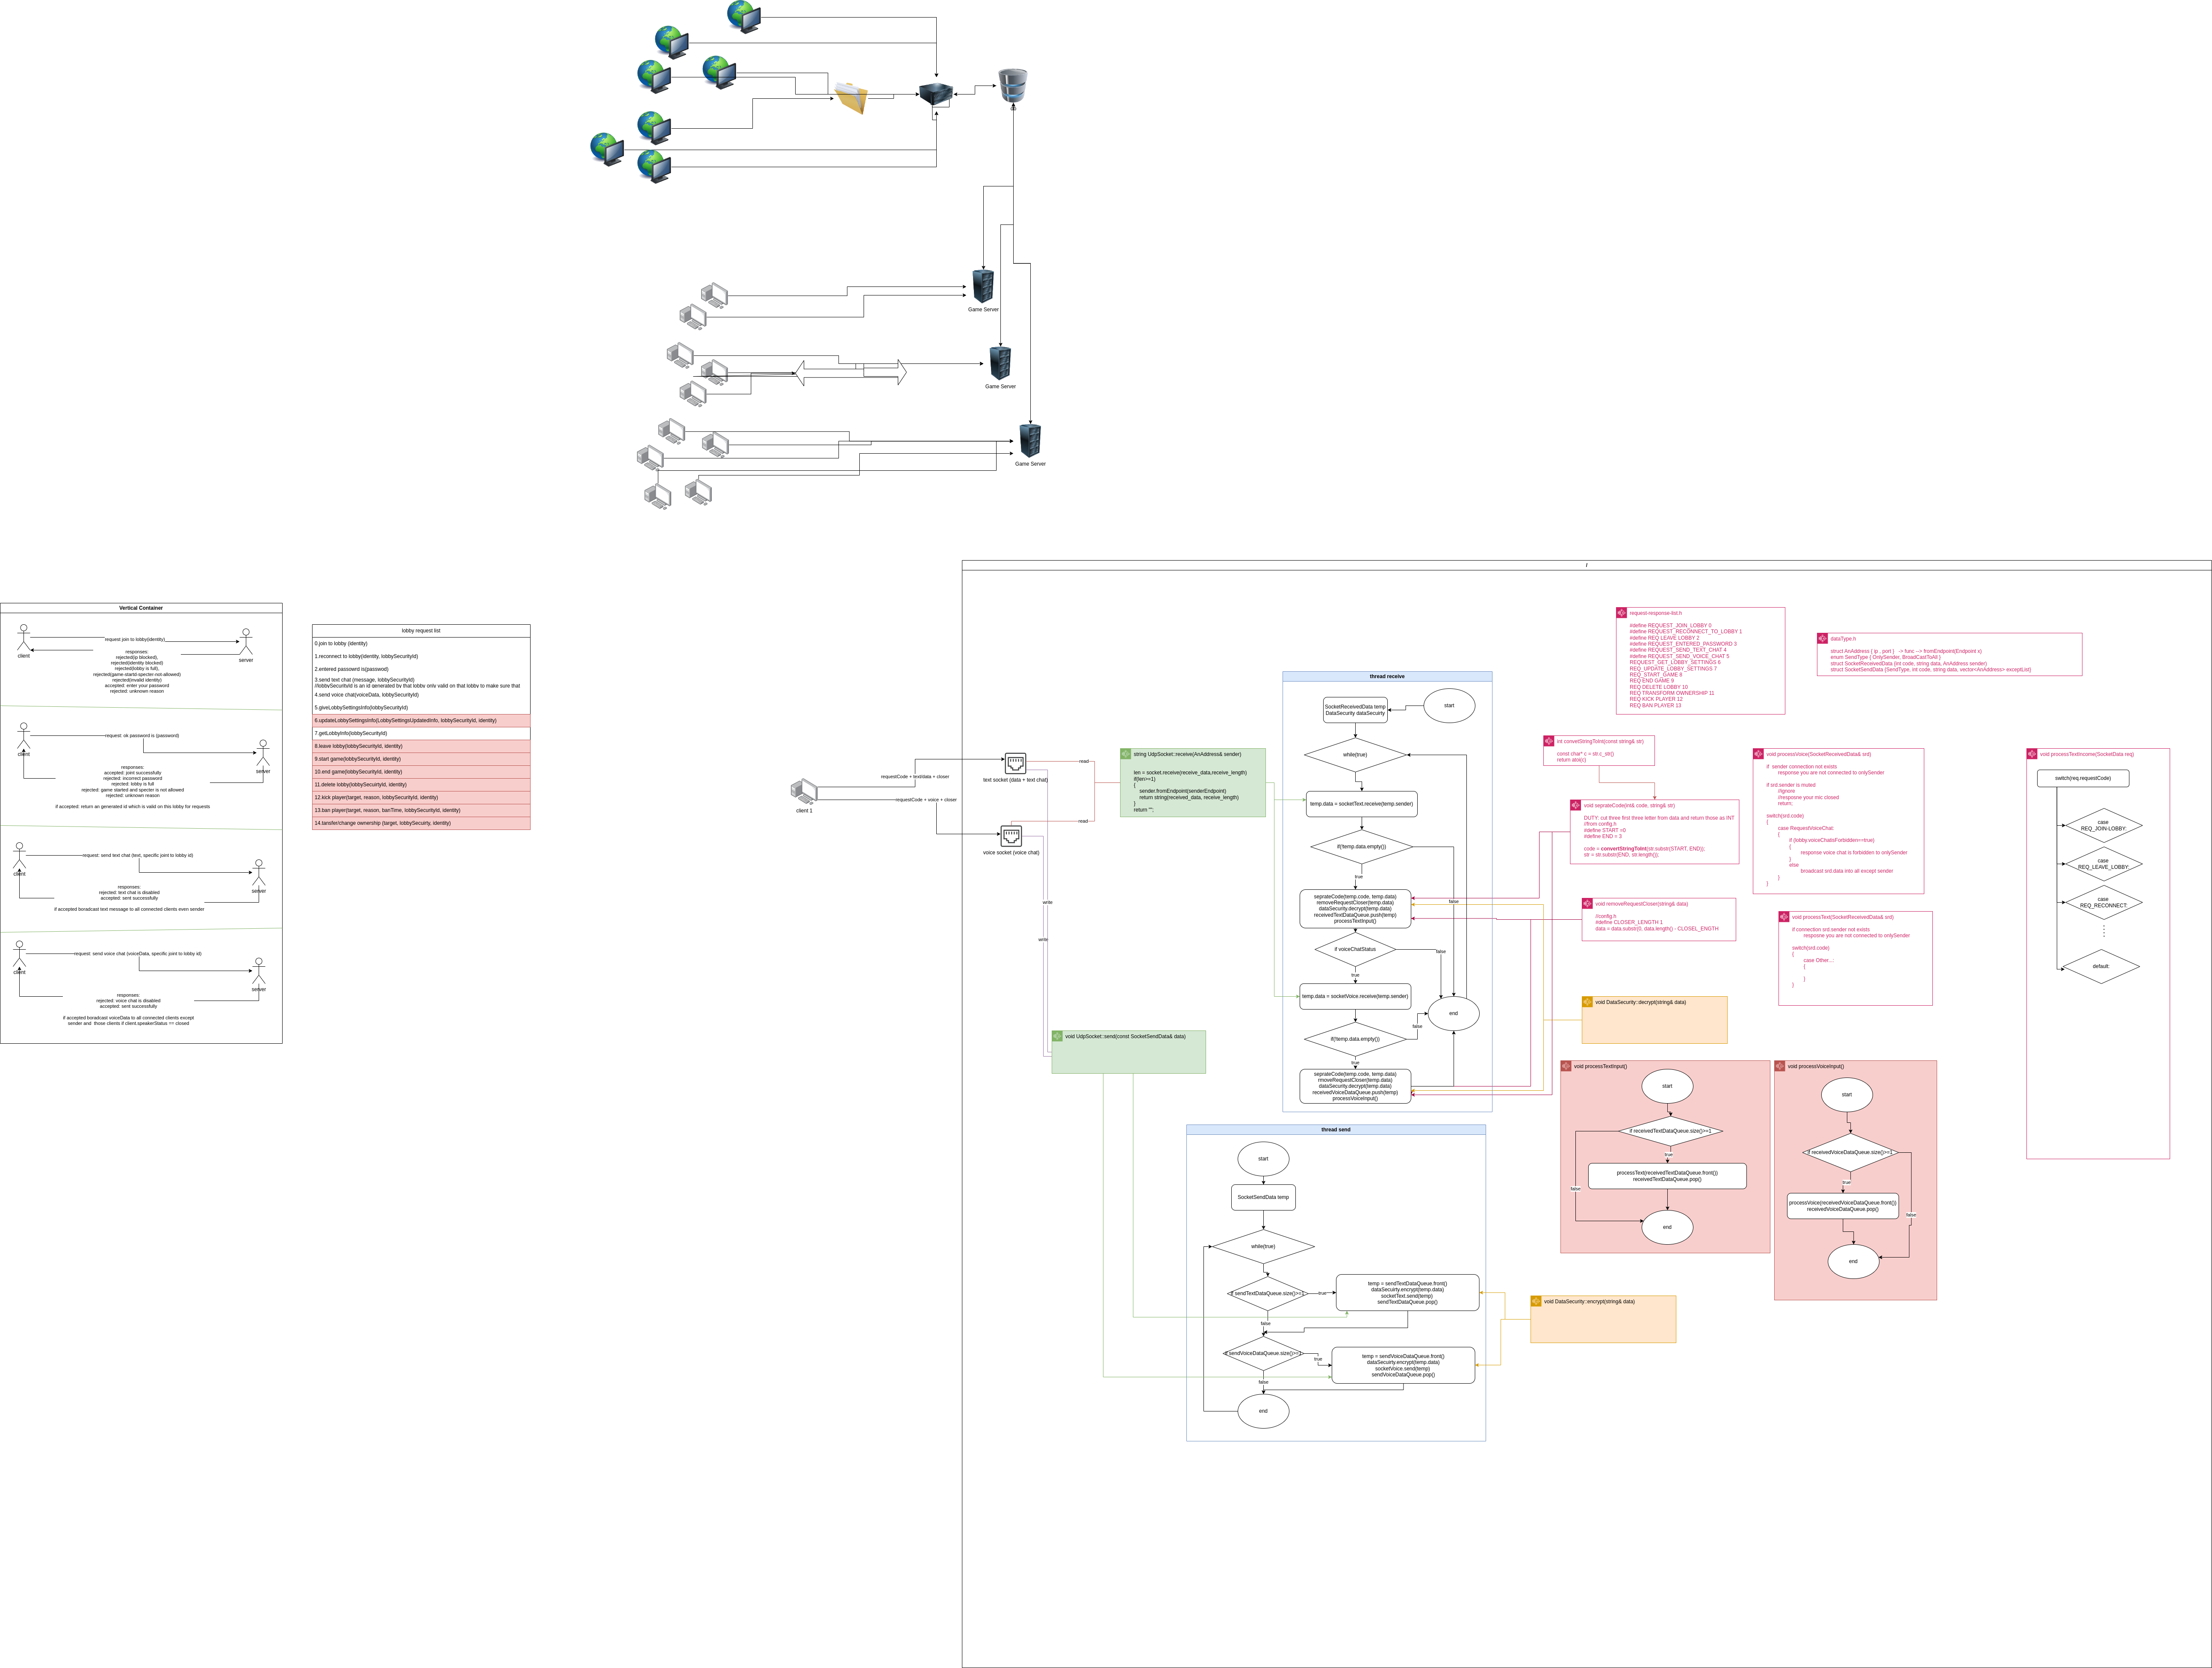 DB
Game Server
Game Server
Game Server
/
Vertical Container
client
request join to lobby(identity)
server
responses:
rejected(ip blocked),
rejected(identity blocked)
rejected(lobby is full),
rejected(game-startd-specter-not-allowed)
rejected(invalid identity)
accepted: enter your password
rejected: unknown reason
client
request: ok password is (password)
server
responses:
accepted: joint successfully
rejected: incorrect password
rejected: lobby is full
rejected: game started and specter is not allowed
rejected: unknown reason
if accepted: return an generated id which is valid on this lobby for requests
client
request: send text chat (text, specific joint to lobby id)
server
responses:
rejected: text chat is disabled
accepted: sent successfully
if accepted boradcast text message to all connected clients even sender
client
request: send voice chat (voiceData, specific joint to lobby id)
server
responses:
rejected: voice chat is disabled
accepted: sent successfully
if accepted boradcast voiceData to all connected clients except
sender and  those clients if client.speakerStatus == closed
lobby request list
0.join to lobby (identity)
1.reconnect to lobby(identity, lobbySecurityId)
2.entered passowrd is(passwod)
3.send text chat (message, lobbySecurityId)
//lobbySecurityId is an id generated by that lobby only valid on that lobby to make sure that
4.send voice chat(voiceData, lobbySecurityId)
5.giveLobbySettingsInfo(lobbySecurityId)
6.updateLobbySettingsInfo(LobbySettingsUpdatedInfo, lobbySecurityId, identity)
7.getLobbyInfo(lobbySecurityId)
8.leave lobby(lobbySecurityId, identity)
9.start game(lobbySecurityId, identity)
10.end game(lobbySecurityId, identity)
11.delete lobby(lobbySecuirtyId, identity)
12.kick player(target, reason, lobbySecurityId, identity)
13.ban player(target, reason, banTime, lobbySecurityId, identity)
14.tansfer/change ownership (target, lobbySecuirty, identity)
client 1
requestCode + textdata + closer
requestCode + voice + closer
text socket (data + text chat)
voice socket (voice chat)
read
read
write
write
string UdpSocket::receive(AnAddress& sender)
len = socket.receive(receive_data,receive_length)
if(len>=1)
{
sender.fromEndpoint(senderEndpoint)
return string(received_data, receive_length)
}
return "";
void UdpSocket::send(const SocketSendData& data)
thread receive
start
SocketReceivedData temp
DataSecurity dataSecuirty
while(true)
temp.data = socketText.receive(temp.sender)
if(!temp.data.empty())
true
false
seprateCode(temp.code, temp.data)
removeRequestCloser(temp.data)
dataSecurity.decrypt(temp.data)
receivedTextDataQueue.push(temp)
processTextInput()
if voiceChatStatus
false
true
temp.data = socketVoice.receive(temp.sender)
end
if(!temp.data.empty())
false
true
seprateCode(temp.code, temp.data)
rmoveRequestCloser(temp.data)
dataSecurity.decrypt(temp.data)
receivedVoiceDataQueue.push(temp)
processVoiceInput()
thread send
start
SocketSendData temp
while(true)
if sendTextDataQueue.size()>=1
true
temp = sendTextDataQueue.front()
dataSecuirty.encrypt(temp.data)
socketText.send(temp)
sendTextDataQueue.pop()
false
if sendVoiceDataQueue.size()>=1
true
temp = sendVoiceDataQueue.front()
dataSecuirty.encrypt(temp.data)
socketVoice.send(temp)
sendVoiceDataQueue.pop()
false
end
request-response-list.h
#define REQUEST_JOIN_LOBBY 0
#define REQUEST_RECONNECT_TO_LOBBY 1
#define REQ LEAVE LOBBY 2
#define REQUEST_ENTERED_PASSWORD 3
#define REQUEST_SEND_TEXT_CHAT 4
#define REQUEST_SEND_VOICE_CHAT 5
REQUEST_GET_LOBBY_SETTINGS 6
REQ_UPDATE_LOBBY_SETTINGS 7
REQ_START_GAME 8
REQ END GAME 9
REQ DELETE LOBBY 10
REQ TRANSFORM OWNERSHIP 11
REQ KICK PLAYER 12
REQ BAN PLAYER 13
dataType.h
struct AnAddress { ip , port }   -> func --> fromEndpoint(Endpoint x)
enum SendType { OnlySender, BroadCastToAll }
struct SocketReceivedData {int code, string data, AnAddress sender}
struct SocketSendData {SendType, int code, string data, vector<AnAddress> exceptList}
int convetStringToInt(const string& str)
const char* c = str.c_str()
return atoi(c)
void seprateCode(int& code, string& str)
DUTY: cut three first three letter from data and return those as INT
//from config.h
#define START =0
#define END = 3
code = convertStringToInt(str.substr(START, END));
str = str.substr(END, str.length());
void removeRequestCloser(string& data)
//config.h
#define CLOSER_LENGTH 1
data = data.substr(0, data.length() - CLOSEL_ENGTH
void DataSecurity::decrypt(string& data)
void DataSecurity::encrypt(string& data)
void processVoice(SocketReceivedData& srd)
if  sender connection not exists
response you are not connected to onlySender
if srd.sender is muted
//ignore
//resposne your mic closed
return;
switch(srd.code)
{
case RequestVoiceChat:
{
if (lobby.voiceChatIsForbidden==true)
{
response voice chat is forbidden to onlySender
}
else
broadcast srd.data into all except sender
}
}
void processText(SocketReceivedData& srd)
if connection srd.sender not exists
resposne you are not connected to onlySender
switch(srd.code)
{
case Other...:
{
}
}
void processTextIncome(SocketData req)
switch(req.requestCode)
case
REQ_JOIN-LOBBY:
case
REQ_LEAVE_LOBBY:
case
REQ_RECONNECT:
default:
void processTextInput()
start
if receivedTextDataQueue.size()>=1
true
false
processText(receivedTextDataQueue.front())
receivedTextDataQueue.pop()
end
void processVoiceInput()
start
if receivedVoiceDataQueue.size()>=1
true
false
processVoice(receivedVoiceDataQueue.front())
receivedVoiceDataQueue.pop()
end